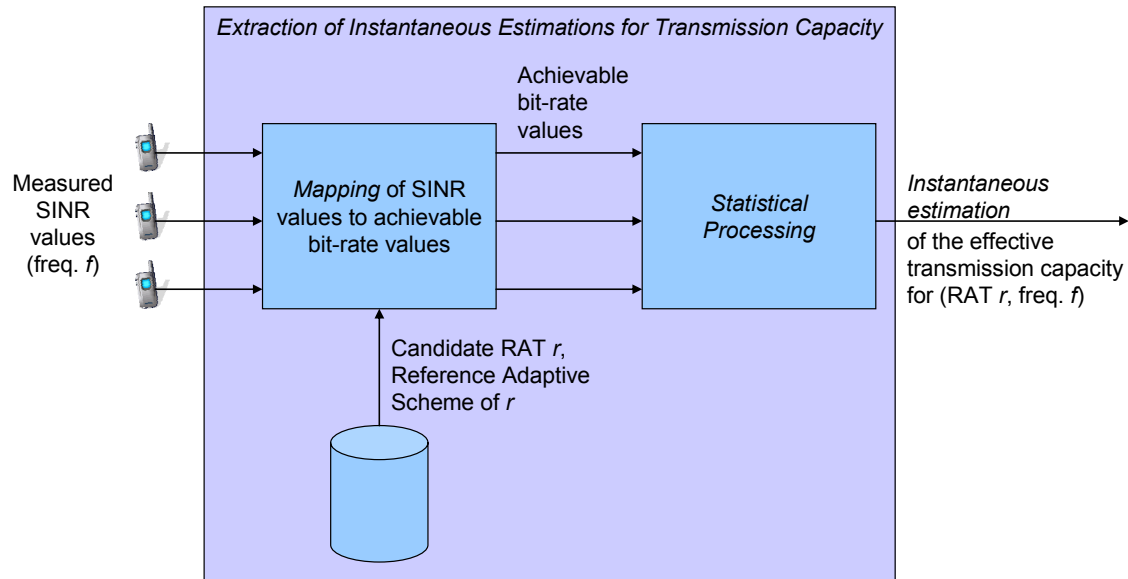 Extraction of Instantaneous Estimations for Transmission Capacity
Achievable
bit-rate
values
Measured
SINR
values
(freq. f)
Mapping of SINR
values to achievable
bit-rate values
Statistical
Processing
Instantaneous
estimation
of the effective
transmission capacity
for (RAT r, freq. f)
Candidate RAT r,
Reference Adaptive
Scheme of r